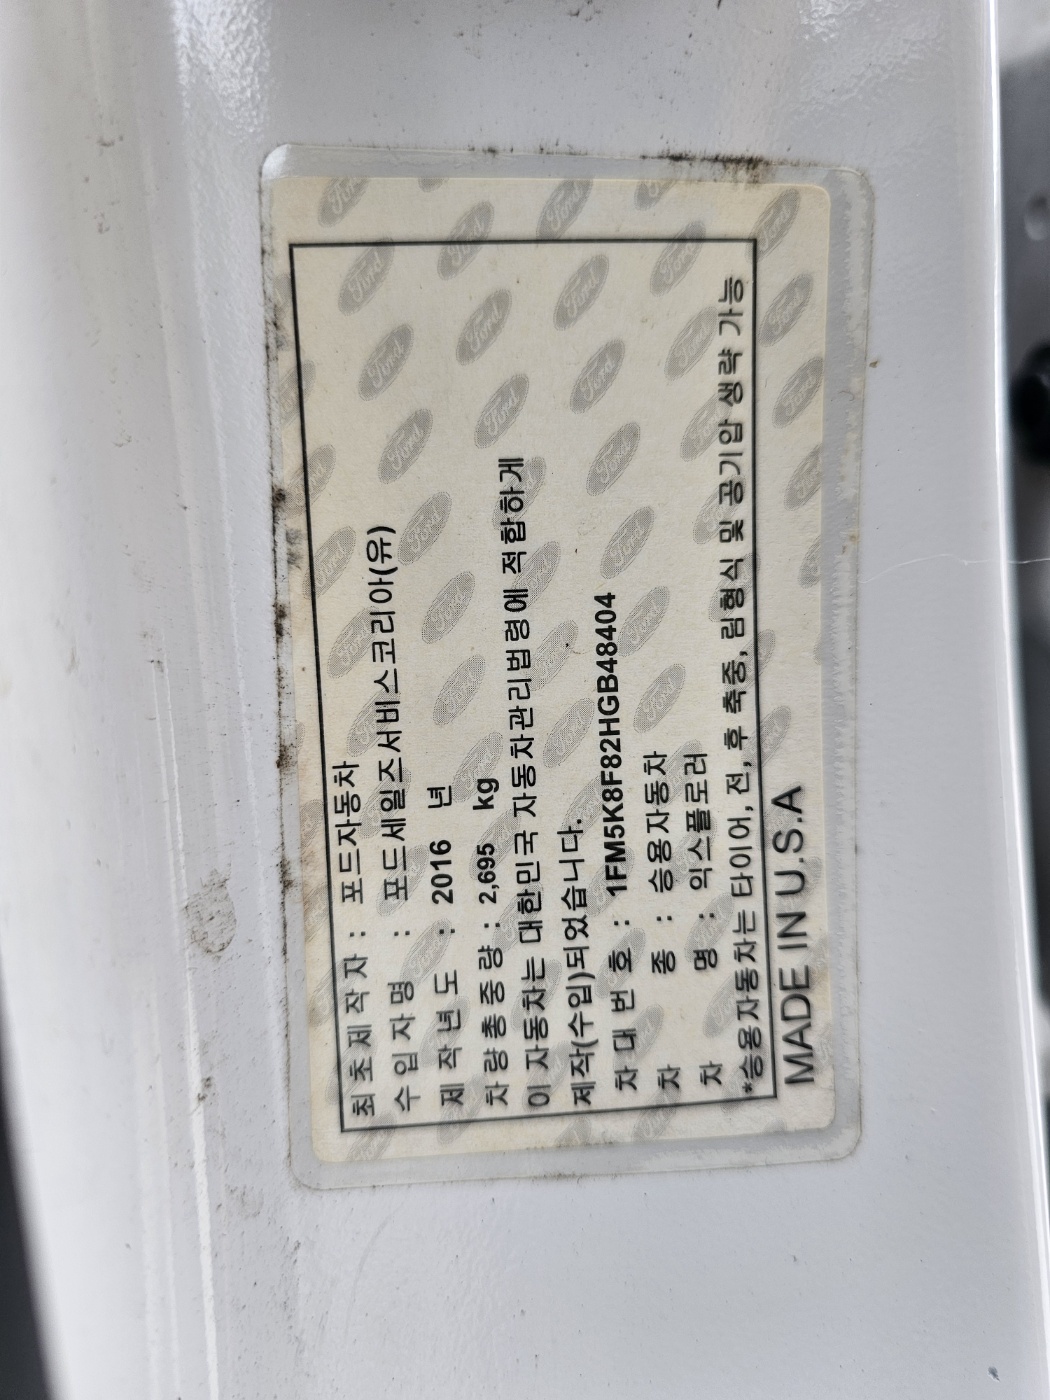 최초제작자 : 포드자동차
수입자명 : 포드세일즈서비스코리아(유)
제작년도 : 2016 년
차량총중량 : 2,695 kg
이 자동차는 대한민국 자동차관리법령에 적합하게
제작(수입)되었습니다.
차대번호 : 1FM5K8F82HGB48404
차 종 : 승용자동차
차 명 : 익스플로러
*승용자동차는 타이어, 전, 후 축중, 림형식 및 공기압 생략 가능
MADE IN U.S.A